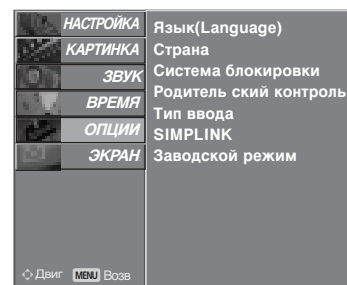 НАСТРОЙКА
КАРТИНКА
ЗВУК
ВРЕМЯ
ОПЦИИ
ЭКРАН
Язык(Language)
Страна
Система блокировки
Родитель ский контроль
Тип ввода
SIMPLINK
Заводской режим
Двиг MENU Возв